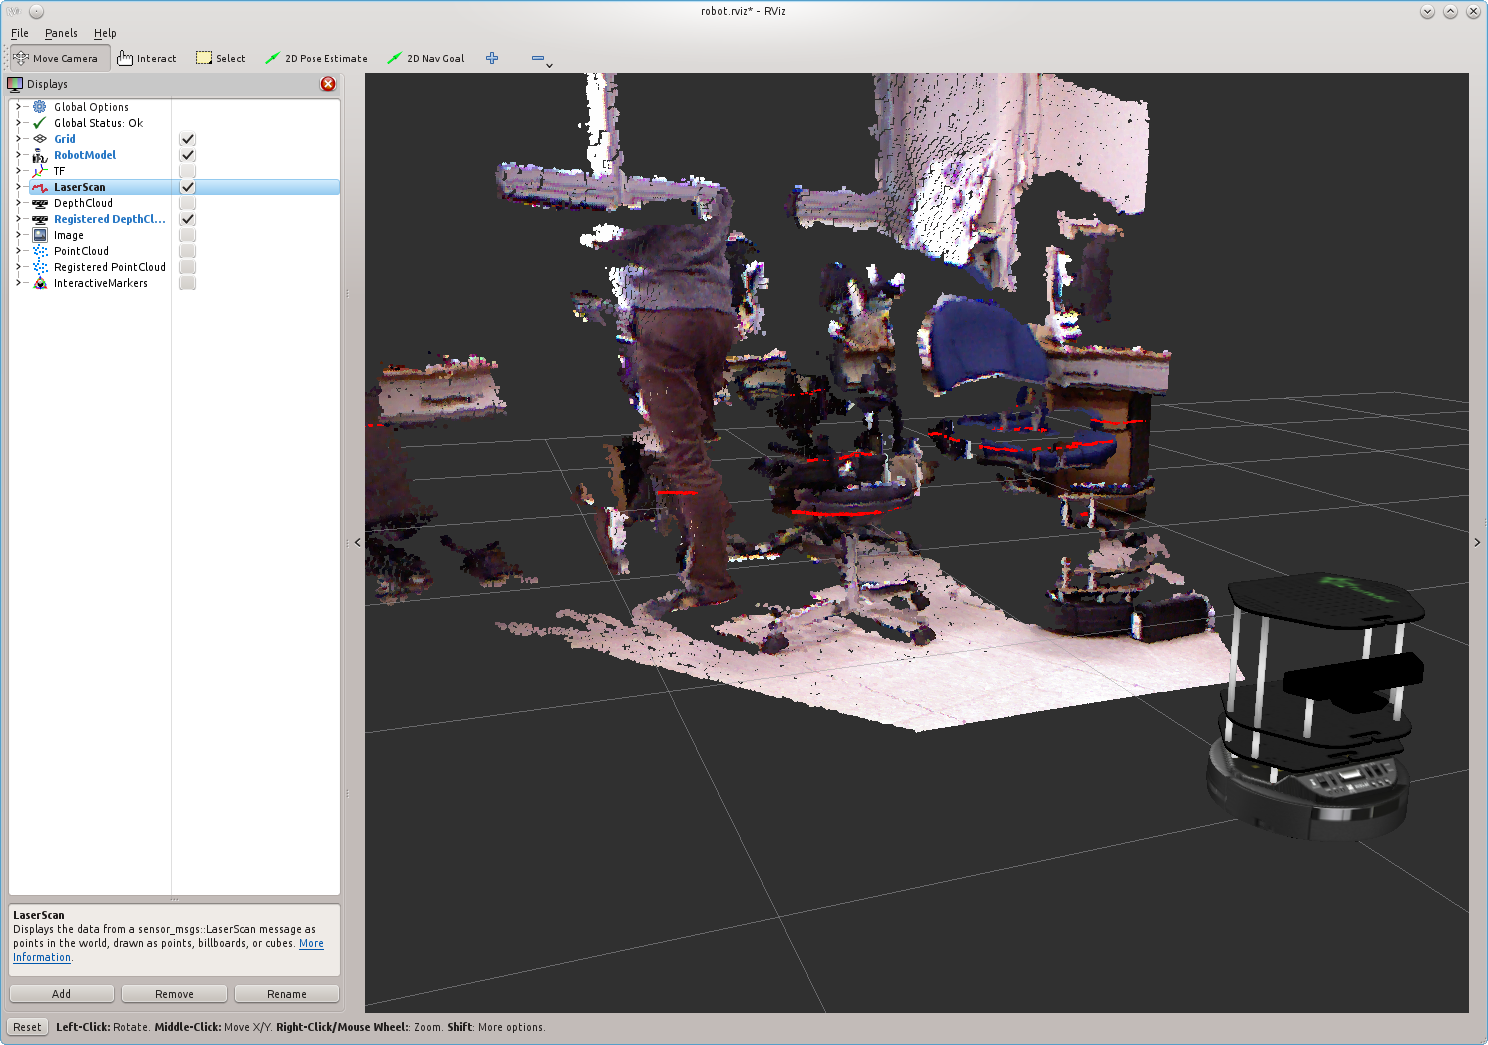 robot.rviz* - RViz
File Panels Help
Move Camera Interact Select 2D Pose Estimate 2D Nav Goal
Displays
Global Options
Global Status: Ok
Grid
RobotModel
TF
LaserScan
DepthCloud
Registered DepthCl...
Image
PointCloud
Registered PointCloud
InteractiveMarkers
LaserScan
Displays the data from a sensor_msgs::LaserScan message as
points in the world, drawn as points, billboards, or cubes. More
Information.
Add Remove Rename
Reset Left-Click: Rotate. Middle-Click: Move X/Y. Right-Click/Mouse Wheel:: Zoom. Shift: More options.